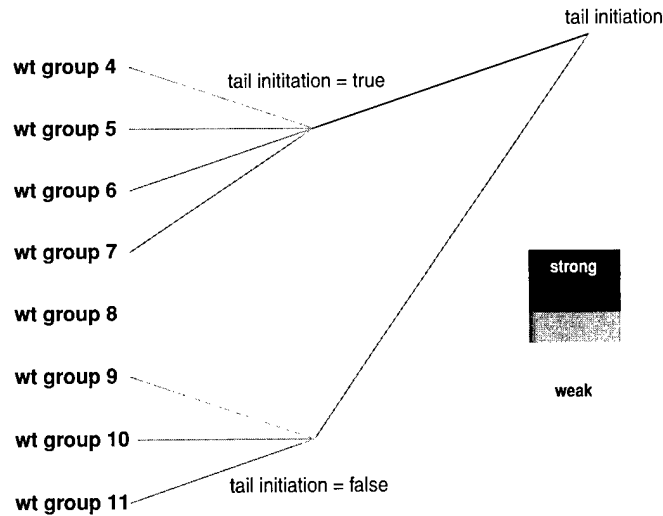 tail initiation
wt group 4
tail inititation = true
wt group 5
wt group 6
wt group 7
strong
wt group 8
wt group 9
weak
wt group 10
tail initiation = false
wt group 11